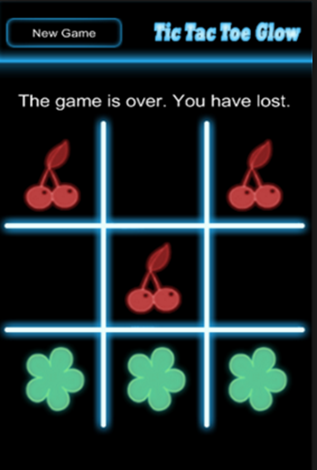 New Game
Tic Tac Toe Glow
The game is over. You have lost.